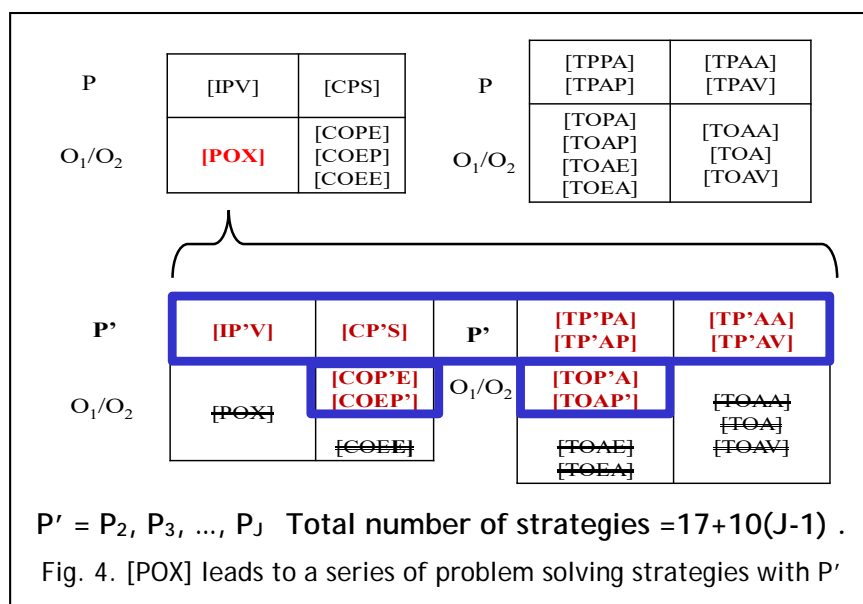 P [IPV] [CPS] P [TPPA] [TPAA]
[TPAP] [TPAV]
O₁/O₂ [POX] [COPE] O₁/O₂ [TOPA] [TOAA]
[COEP] [TOAP] [TOA]
[COEE] [TOAE] [TOAV]
[TOEA]
P' [IP'V] [CP'S] P' [TP'PA] [TP'AA]
[TP'AP] [TP'AV]
O₁/O₂ [POX] [COP'E] O₁/O₂ [TOP'A] [TOAA]
[COEP'] [TOAP'] [TOA]
[COEE] [TOAE] [TOAV]
[TOEA]
P' = P₂, P₃, ..., P_J Total number of strategies =17+10(J-1) .
Fig. 4. [POX] leads to a series of problem solving strategies with P'